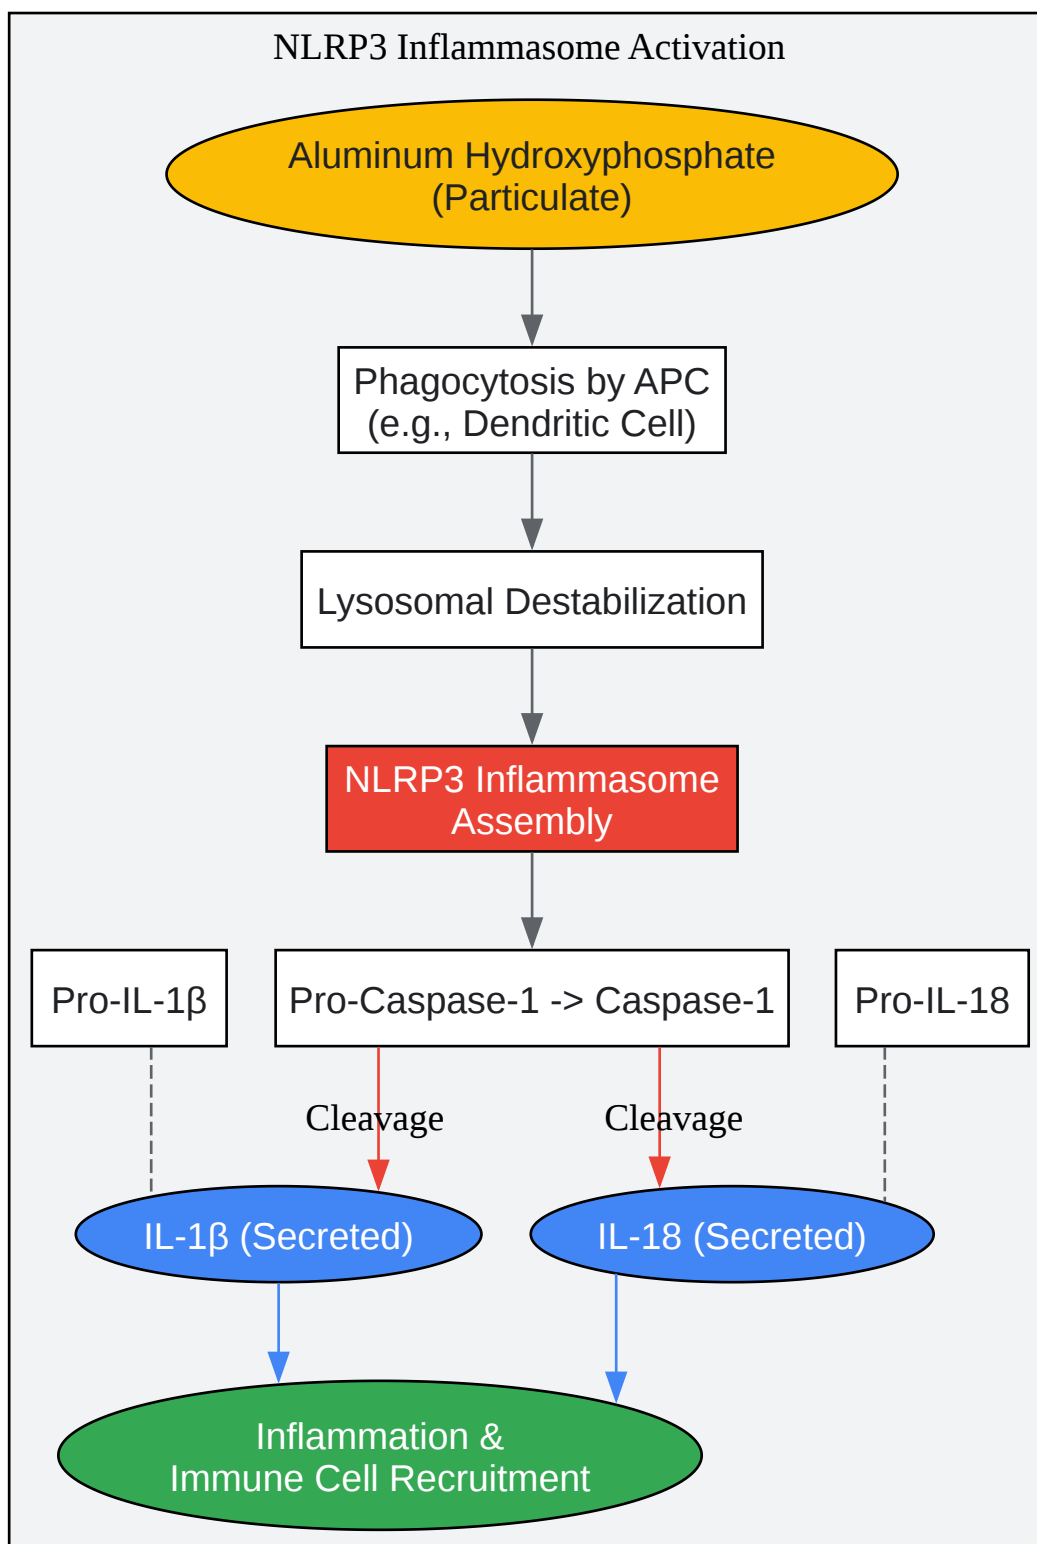 NLRP3 Inflammasome Activation
Aluminum Hydroxyphosphate
(Particulate)
Phagocytosis by APC
(e.g., Dendritic Cell)
Lysosomal Destabilization
NLRP3 Inflammasome
Assembly
Pro-IL-1β
Pro-Caspase-1 -> Caspase-1
Pro-IL-18
Cleavage
Cleavage
IL-1β (Secreted)
IL-18 (Secreted)
Inflammation &
Immune Cell Recruitment